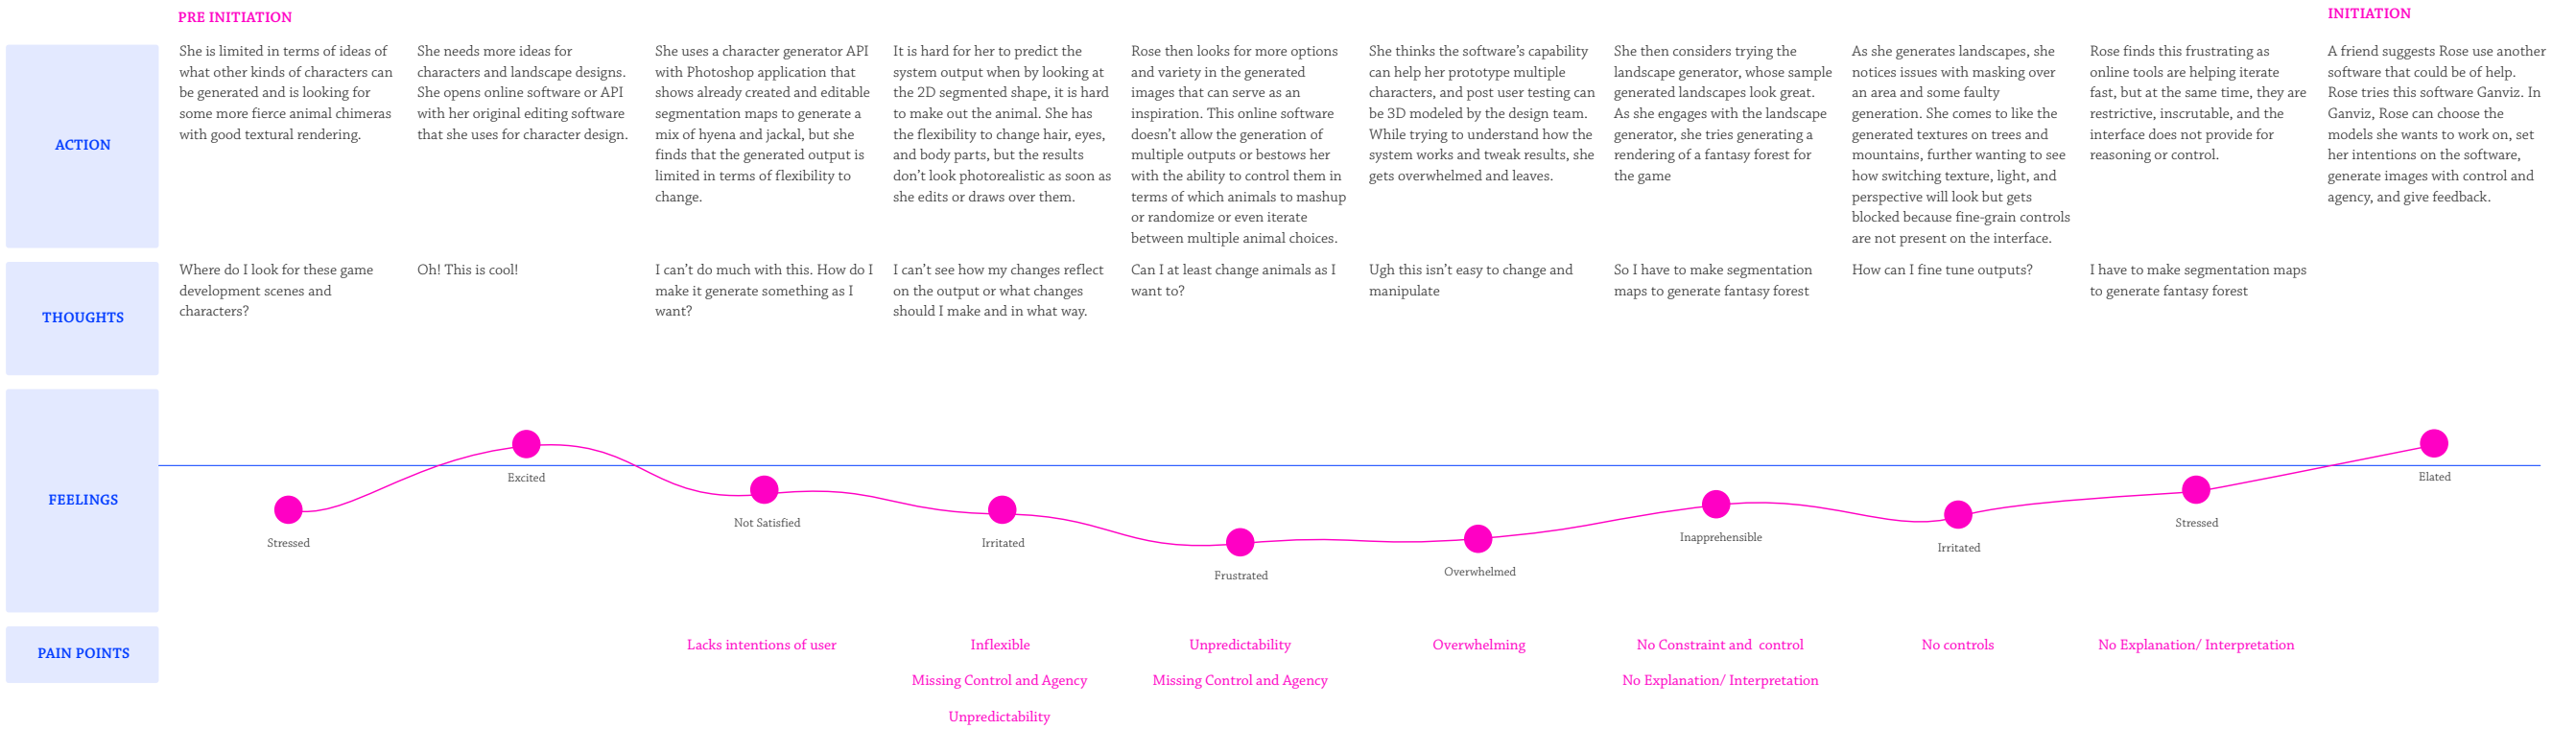 PRE INITIATION
INITIATION
ACTION
She is limited in terms of ideas of
what other kinds of characters can
be generated and is looking for
some more fierce animal chimeras
with good textural rendering.
She needs more ideas for
characters and landscape designs.
She opens online software or API
with her original editing software
that she uses for character design.
She uses a character generator API
with Photoshop application that
shows already created and editable
segmentation maps to generate a
mix of hyena and jackal, but she
finds that the generated output is
limited in terms of flexibility to
change.
It is hard for her to predict the
system output when by looking at
the 2D segmented shape, it is hard
to make out the animal. She has
the flexibility to change hair, eyes,
and body parts, but the results
don’t look photorealistic as soon as
she edits or draws over them.
Rose then looks for more options
and variety in the generated
images that can serve as an
inspiration. This online software
doesn’t allow the generation of
multiple outputs or bestows her
with the ability to control them in
terms of which animals to mashup
or randomize or even iterate
between multiple animal choices.
She thinks the software’s capability
can help her prototype multiple
characters, and post user testing can
be 3D modeled by the design team.
While trying to understand how the
system works and tweak results, she
gets overwhelmed and leaves.
She then considers trying the
landscape generator, whose sample
generated landscapes look great.
As she engages with the landscape
generator, she tries generating a
rendering of a fantasy forest for
the game
As she generates landscapes, she
notices issues with masking over
an area and some faulty
generation. She comes to like the
generated textures on trees and
mountains, further wanting to see
how switching texture, light, and
perspective will look but gets
blocked because fine-grain controls
are not present on the interface.
Rose finds this frustrating as
online tools are helping iterate
fast, but at the same time, they are
restrictive, inscrutable, and the
interface does not provide for
reasoning or control.
A friend suggests Rose use another
software that could be of help.
Rose tries this software Ganviz. In
Ganviz, Rose can choose the
models she wants to work on, set
her intentions on the software,
generate images with control and
agency, and give feedback.
THOUGHTS
Where do I look for these game
development scenes and
characters?
Oh! This is cool!
I can’t do much with this. How do I
make it generate something as I
want?
I can’t see how my changes reflect
on the output or what changes
should I make and in what way.
Can I at least change animals as I
want to?
Ugh this isn’t easy to change and
manipulate
So I have to make segmentation
maps to generate fantasy forest
How can I fine tune outputs?
I have to make segmentation maps
to generate fantasy forest
FEELINGS
Stressed
Excited
Not Satisfied
Irritated
Frustrated
Overwhelmed
Inapprehensible
Irritated
Stressed
Elated
PAIN POINTS
Lacks intentions of user
Inflexible
Missing Control and Agency
Unpredictability
Unpredictability
Missing Control and Agency
Overwhelming
No Constraint and control
No Explanation/ Interpretation
No controls
No Explanation/ Interpretation